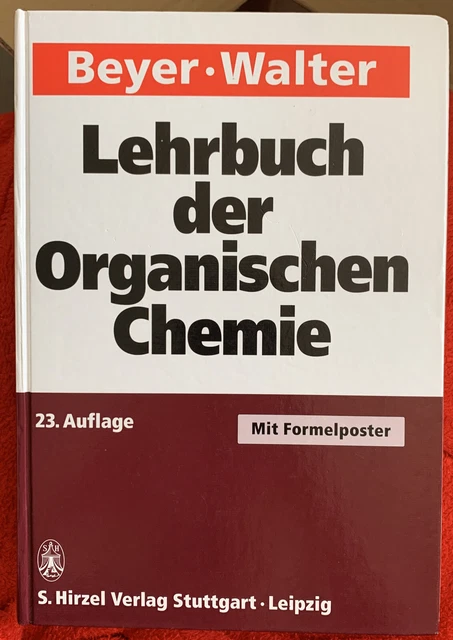 Beyer · Walter
Lehrbuch
der
Organischen
Chemie
23. Auflage
Mit Formelposter
S H
S. Hirzel Verlag Stuttgart · Leipzig